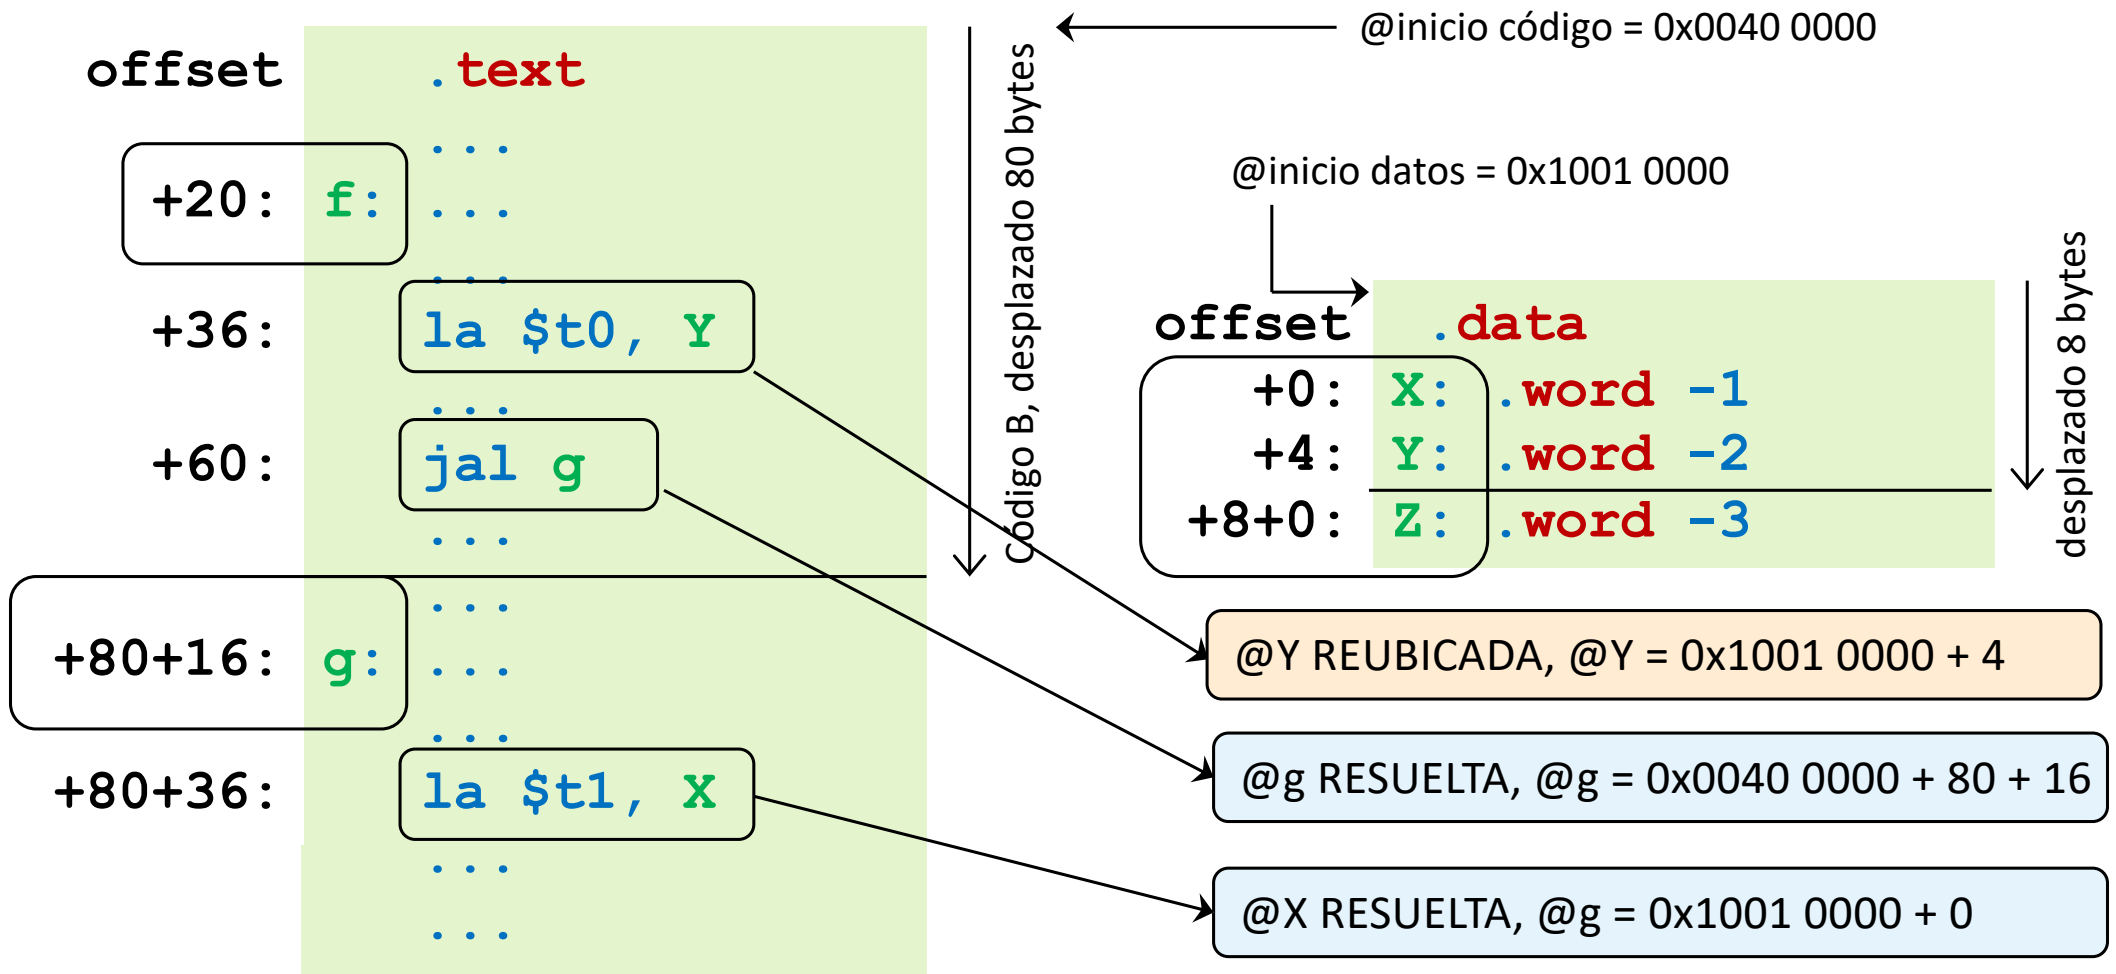 @inicio código = 0x0040 0000
offset .text
...
+20: f: ...
...
+36: la $t0, Y
...
+60: jal g
...
...
+80+16: g: ...
...
+80+36: la $t1, X
...
...
Código B, desplazado 80 bytes
@inicio datos = 0x1001 0000
offset .data
+0: X: .word -1
+4: Y: .word -2
+8+0: Z: .word -3
desplazado 8 bytes
@Y REUBICADA, @Y = 0x1001 0000 + 4
@g RESUELTA, @g = 0x0040 0000 + 80 + 16
@X RESUELTA, @g = 0x1001 0000 + 0